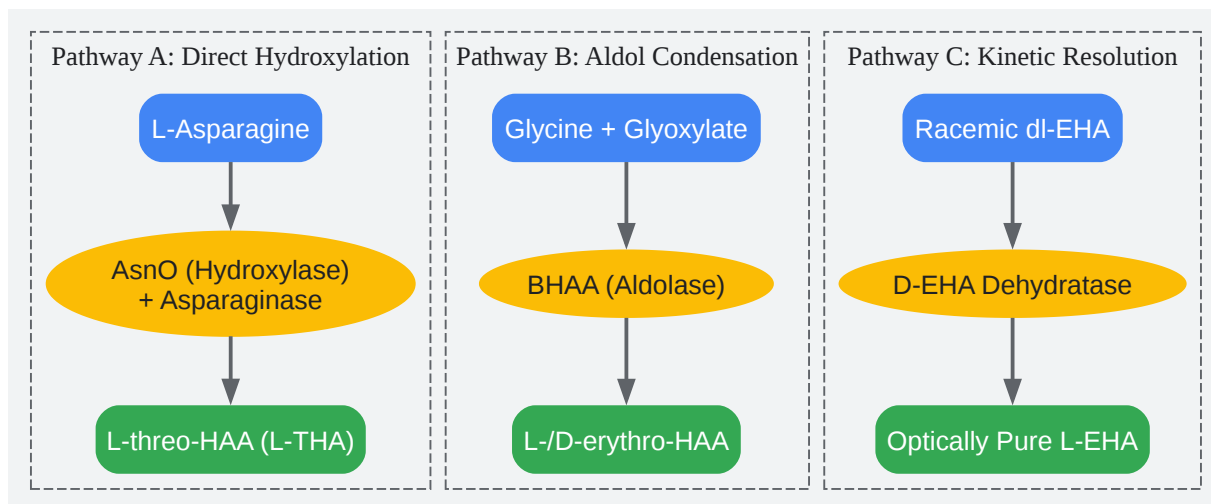 Pathway A: Direct Hydroxylation
L-Asparagine
AsnO (Hydroxylase)
+ Asparaginase
L-threo-HAA (L-THA)
Pathway B: Aldol Condensation
Glycine + Glyoxylate
BHAA (Aldolase)
L-/D-erythro-HAA
Pathway C: Kinetic Resolution
Racemic dl-EHA
D-EHA Dehydratase
Optically Pure L-EHA